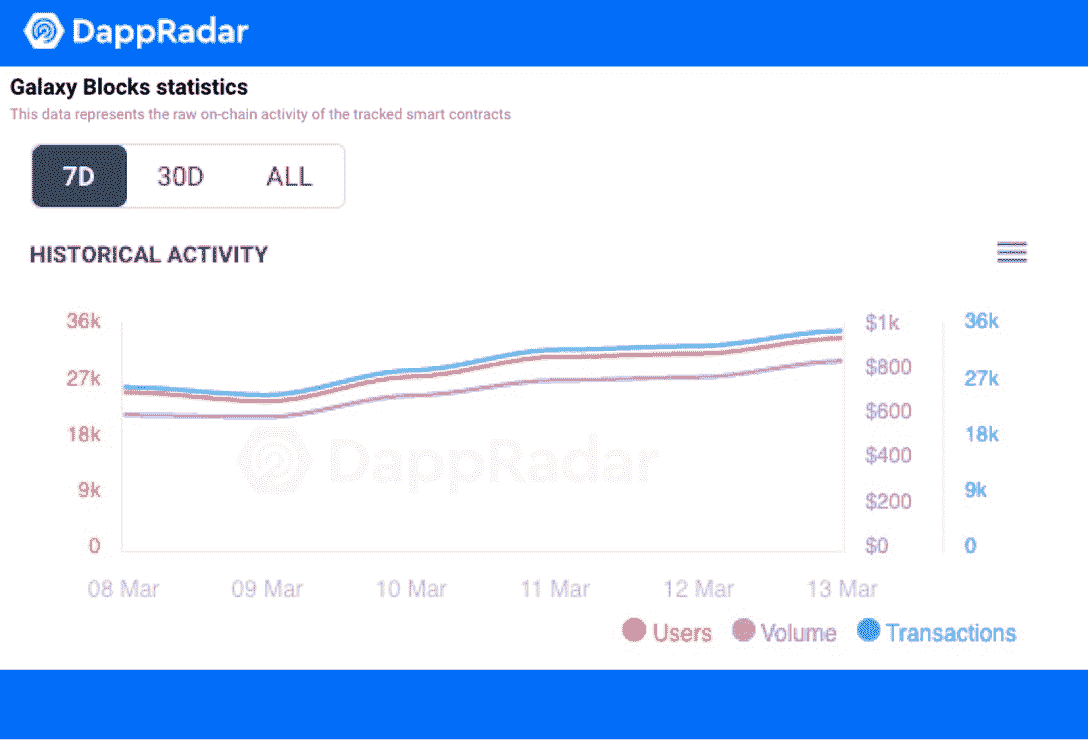 DappRadar
Galaxy Blocks statistics
This data represents the raw on-chain activity of the tracked smart contracts
7D 30D ALL
HISTORICAL ACTIVITY
36k $1k 36k
27k $800 27k
$600
18k 18k
$400
9k $200 9k
0 $0 0
DappRadar
08 Mar 09 Mar 10 Mar 11 Mar 12 Mar 13 Mar
Users Volume Transactions